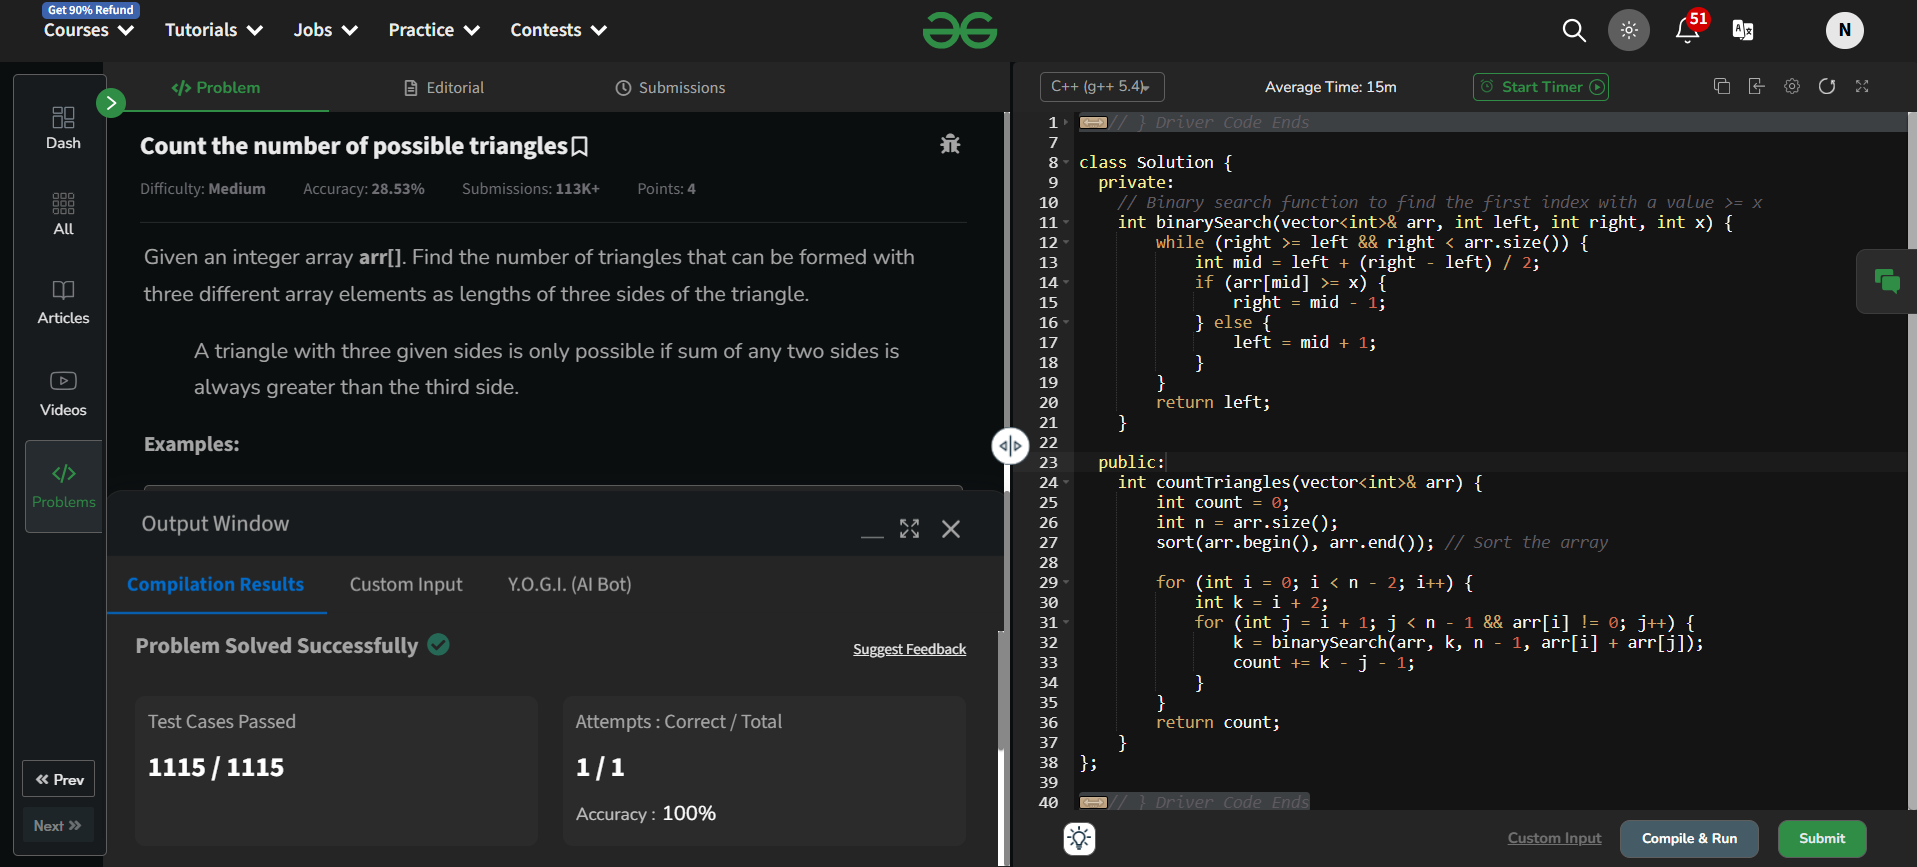 Get 90% Refund
Courses
Tutorials
Jobs
Practice
Contests
51
N
Dash
All
Articles
Videos
Problems
Prev
Next
Problem
Editorial
Submissions
Count the number of possible triangles
Difficulty: Medium Accuracy: 28.53% Submissions: 113K+ Points: 4
Given an integer array arr[]. Find the number of triangles that can be formed with
three different array elements as lengths of three sides of the triangle.
A triangle with three given sides is only possible if sum of any two sides is
always greater than the third side.
Examples:
Output Window
Compilation Results Custom Input Y.O.G.I. (AI Bot)
Problem Solved Successfully
Suggest Feedback
Test Cases Passed
1115 / 1115
Attempts : Correct / Total
1 / 1
Accuracy : 100%
C++ (g++ 5.4)
Average Time: 15m
Start Timer
1 // } Driver Code Ends
7
8 class Solution {
9 private:
10 // Binary search function to find the first index with a value >= x
11 int binarySearch(vector<int>& arr, int left, int right, int x) {
12 while (right >= left && right < arr.size()) {
13 int mid = left + (right - left) / 2;
14 if (arr[mid] >= x) {
15 right = mid - 1;
16 } else {
17 left = mid + 1;
18 }
19 }
20 return left;
21 }
22
23 public:
24 int countTriangles(vector<int>& arr) {
25 int count = 0;
26 int n = arr.size();
27 sort(arr.begin(), arr.end()); // Sort the array
28
29 for (int i = 0; i < n - 2; i++) {
30 int k = i + 2;
31 for (int j = i + 1; j < n - 1 && arr[i] != 0; j++) {
32 k = binarySearch(arr, k, n - 1, arr[i] + arr[j]);
33 count += k - j - 1;
34 }
35 }
36 return count;
37 }
38 };
39
40 // } Driver Code Ends
Custom Input
Compile & Run
Submit